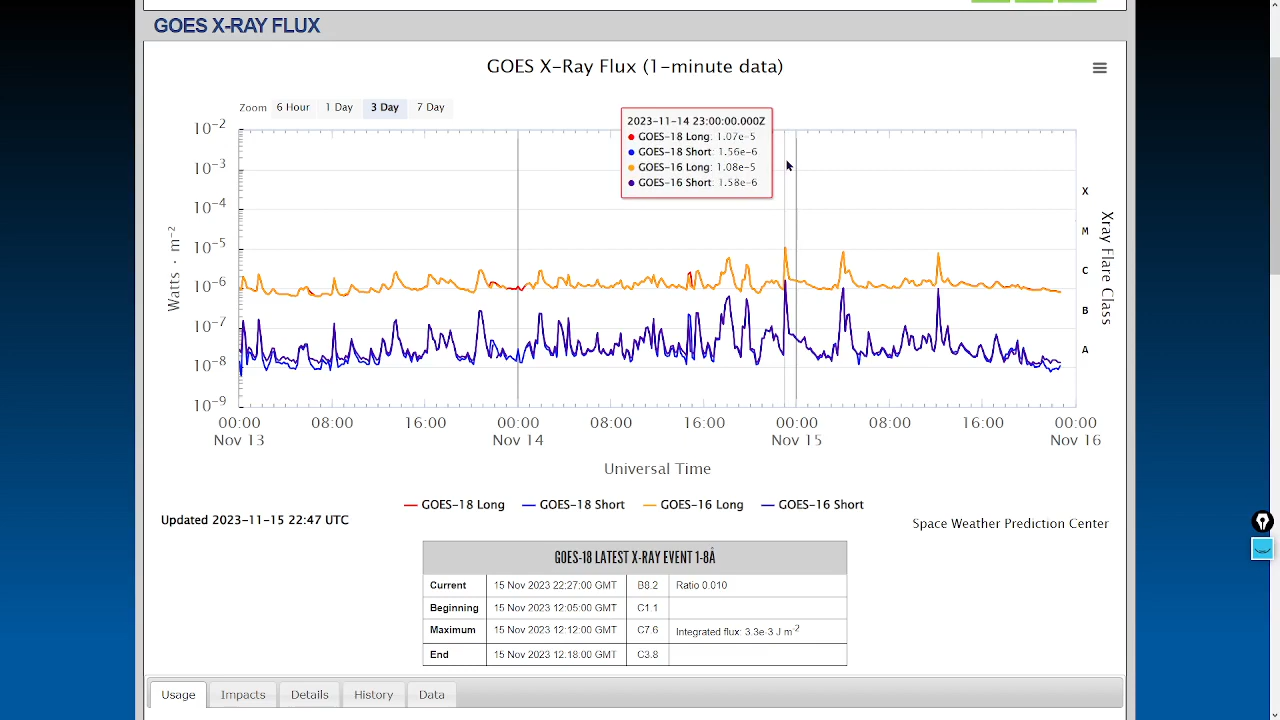 GOES X-RAY FLUX
GOES X-Ray Flux (1-minute data)
Zoom 6 Hour 1 Day 3 Day 7 Day
2023-11-14 23:00:00.000Z
GOES-18 Long: 1.07e-5
GOES-18 Short: 1.56e-6
GOES-16 Long: 1.08e-5
GOES-16 Short: 1.58e-6
10⁻²
10⁻³
10⁻⁴
10⁻⁵
10⁻⁶
10⁻⁷
10⁻⁸
10⁻⁹
Watts · m⁻²
X
M
C
B
A
Xray Flare Class
00:00 08:00 16:00 00:00 08:00 16:00 00:00 08:00 16:00 00:00
Nov 13 Nov 14 Nov 15 Nov 16
Universal Time
GOES-18 Long GOES-18 Short GOES-16 Long GOES-16 Short
Updated 2023-11-15 22:47 UTC
Space Weather Prediction Center
GOES-18 LATEST X-RAY EVENT 1-8Å
Current 15 Nov 2023 22:27:00 GMT B8.2 Ratio 0.010
Beginning 15 Nov 2023 12:05:00 GMT C1.1
Maximum 15 Nov 2023 12:12:00 GMT C7.6 Integrated flux: 3.3e-3 J m⁻²
End 15 Nov 2023 12:18:00 GMT C3.8
Usage Impacts Details History Data